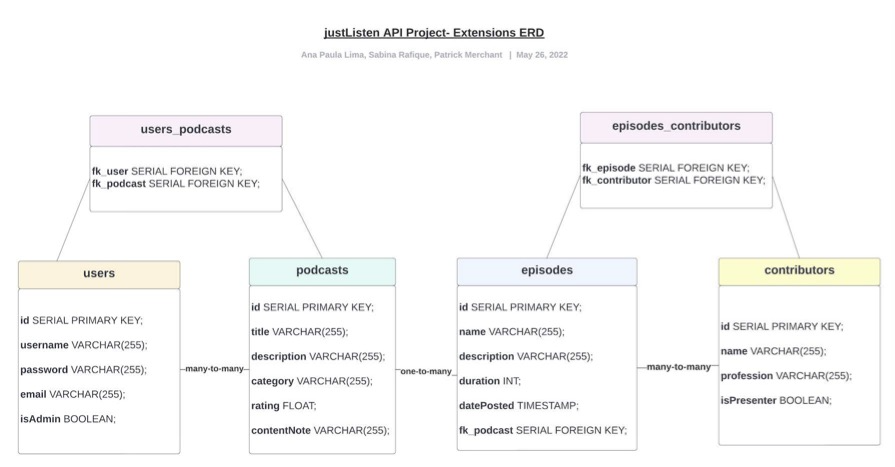 justListen API Project- Extensions ERD
Ana Paula Lima, Sabina Rafique, Patrick Merchant | May 26, 2022
users_podcasts
fk_user SERIAL FOREIGN KEY;
fk_podcast SERIAL FOREIGN KEY;
episodes_contributors
fk_episode SERIAL FOREIGN KEY;
fk_contributor SERIAL FOREIGN KEY;
users
id SERIAL PRIMARY KEY;
username VARCHAR(255);
password VARCHAR(255);
email VARCHAR(255);
isAdmin BOOLEAN;
many-to-many
podcasts
id SERIAL PRIMARY KEY;
title VARCHAR(255);
description VARCHAR(255);
category VARCHAR(255);
rating FLOAT;
contentNote VARCHAR(255);
one-to-many
episodes
id SERIAL PRIMARY KEY;
name VARCHAR(255);
description VARCHAR(255);
duration INT;
datePosted TIMESTAMP;
fk_podcast SERIAL FOREIGN KEY;
many-to-many
contributors
id SERIAL PRIMARY KEY;
name VARCHAR(255);
profession VARCHAR(255);
isPresenter BOOLEAN;